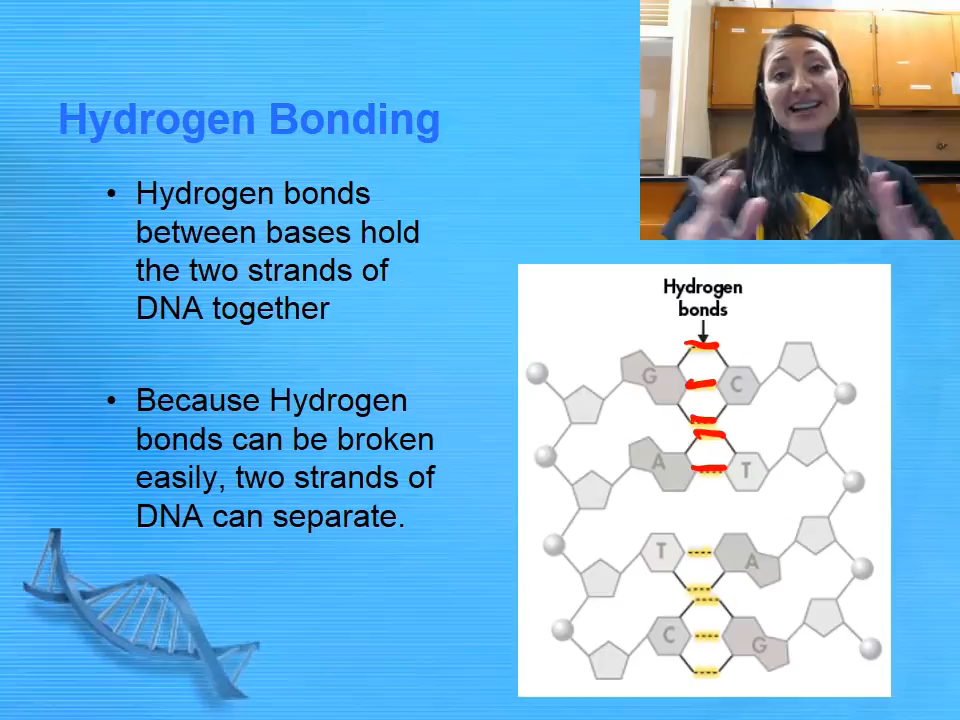 Hydrogen Bonding
• Hydrogen bonds
between bases hold
the two strands of
DNA together
• Because Hydrogen
bonds can be broken
easily, two strands of
DNA can separate.
Hydrogen
bonds
G C
A T
T A
C G